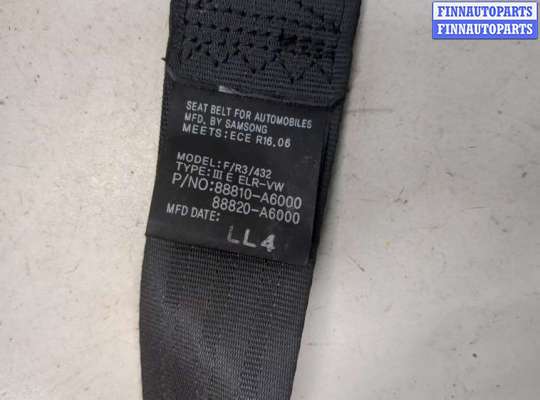 FINNAUTOPARTS
FINNAUTOPARTS
SEAT BELT FOR AUTOMOBILES
MFD. BY SAMSONG
MEETS: ECE R16.06
MODEL: F/R3/432
TYPE: III E ELR-VW
P/NO: 88810-A6000
88820-A6000
MFD DATE:
LL4